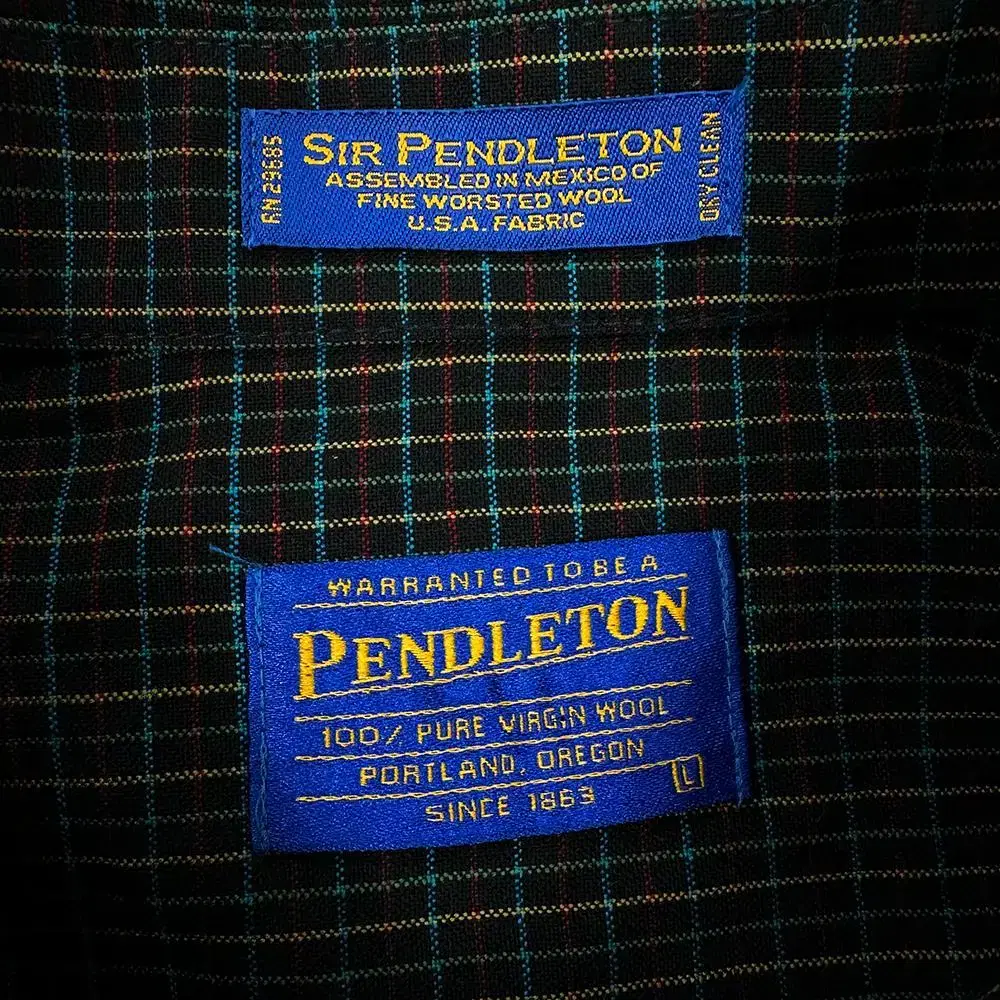 SIR PENDLETON
ASSEMBLED IN MEXICO OF
FINE WORSTED WOOL
U.S.A. FABRIC
RN 29685
DRY CLEAN
WARRANTED TO BE A
PENDLETON
100% PURE VIRGIN WOOL
PORTLAND, OREGON
SINCE 1863
L